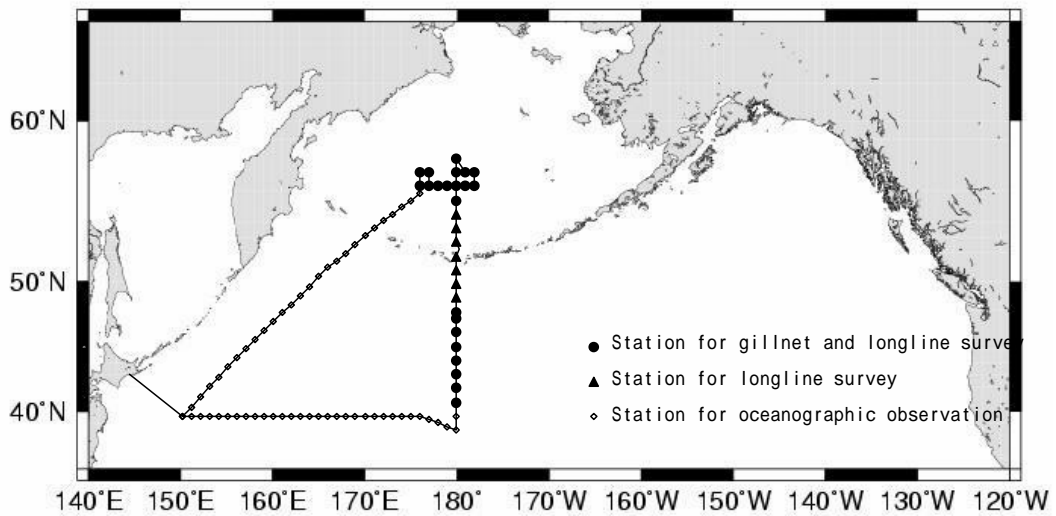 60°N
50°N
40°N
Station for gillnet and longline survey
Station for longline survey
Station for oceanographic observation
140°E 150°E 160°E 170°E 180° 170°W 160°W 150°W 140°W 130°W 120°W